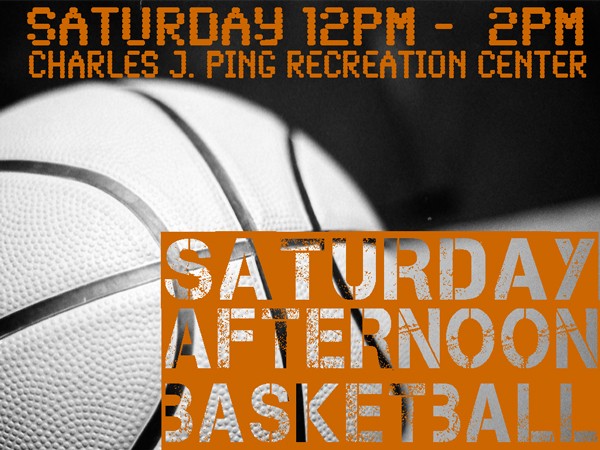 SATURDAY 12PM - 2PM
CHARLES J. PING RECREATION CENTER
SATURDAY
AFTERNOON
BASKETBALL